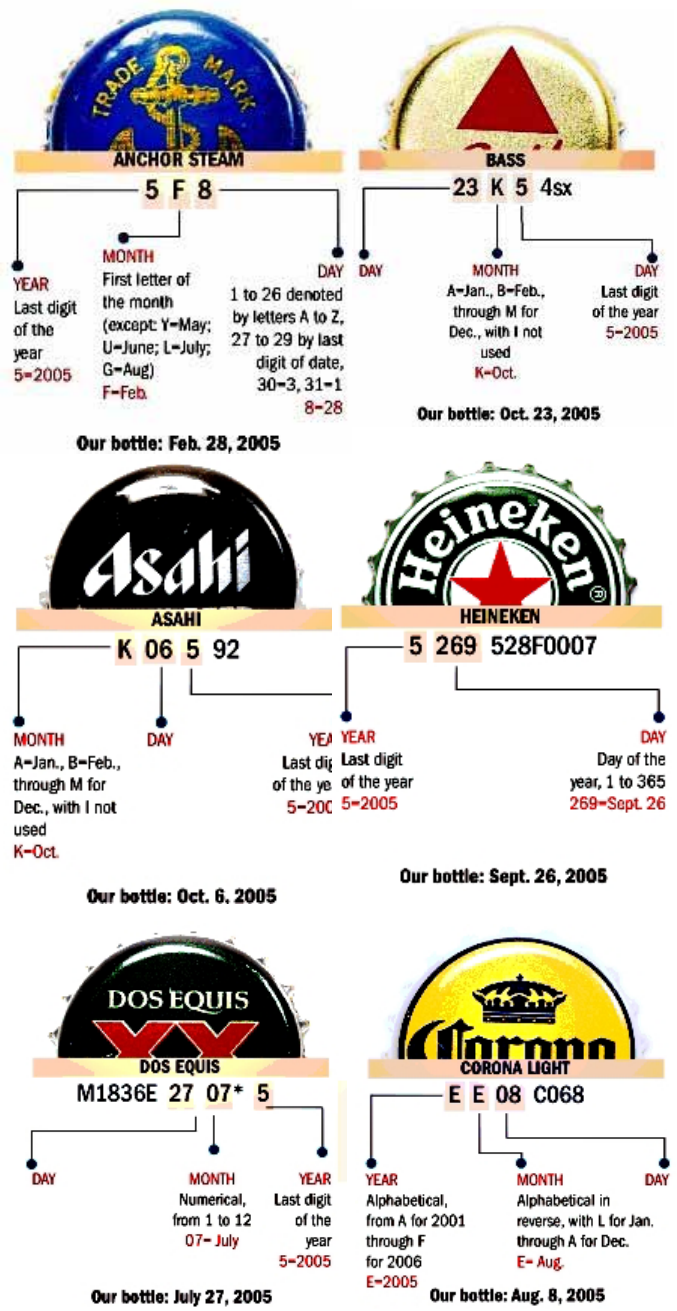 TRADE MARK
ANCHOR STEAM
5 F 8
YEAR
Last digit
of the
year
5=2005
MONTH
First letter of
the month
(except: Y=May;
U=June; L=July;
G=Aug)
F=Feb.
DAY
1 to 26 denoted
by letters A to Z,
27 to 29 by last
digit of date,
30=3, 31=1
8=28
Our bottle: Feb. 28, 2005
BASS
23 K 5 4sx
DAY
MONTH
A=Jan., B=Feb.,
through M for
Dec., with I not
used
K=Oct.
DAY
Last digit
of the year
5=2005
Our bottle: Oct. 23, 2005
Asahi
ASAHI
K 06 5 92
MONTH
A=Jan., B=Feb.,
through M for
Dec., with I not
used
K=Oct.
DAY
YEA
Last dig
of the ye
5=200
Our bottle: Oct. 6, 2005
Heineken®
HEINEKEN
5 269 528F0007
YEAR
Last digit
of the year
5=2005
DAY
Day of the
year, 1 to 365
269=Sept. 26
Our bottle: Sept. 26, 2005
DOS EQUIS
XX
DOS EQUIS
M1836E 27 07* 5
DAY
MONTH
Numerical,
from 1 to 12
07= July
YEAR
Last digit
of the
year
5=2005
Our bottle: July 27, 2005
Corona
CORONA LIGHT
E E 08 C068
YEAR
Alphabetical,
from A for 2001
through F
for 2006
E=2005
MONTH
Alphabetical in
reverse, with L for Jan.
through A for Dec.
E= Aug.
DAY
Our bottle: Aug. 8, 2005